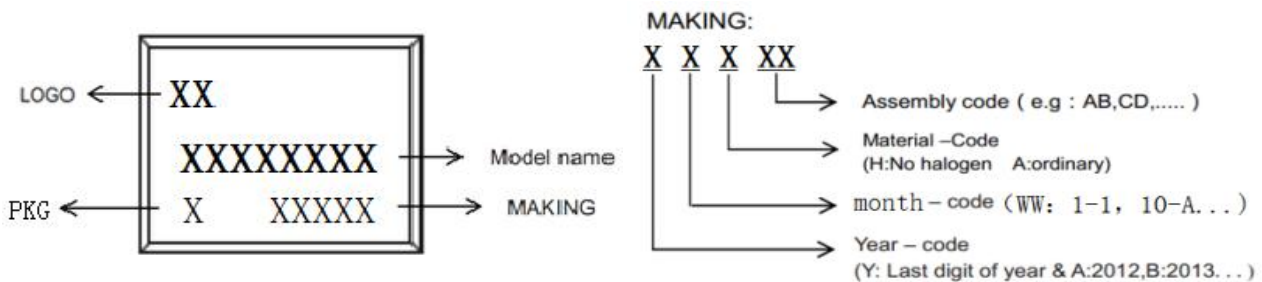 LOGO
XX
XXXXXXXX
Model name
PKG
X XXXXX
MAKING
MAKING:
X X X XX
Assembly code ( e.g : AB,CD,..... )
Material –Code
(H:No halogen A:ordinary)
month – code (WW: 1-1, 10-A...)
Year – code
(Y: Last digit of year & A:2012,B:2013. . . )